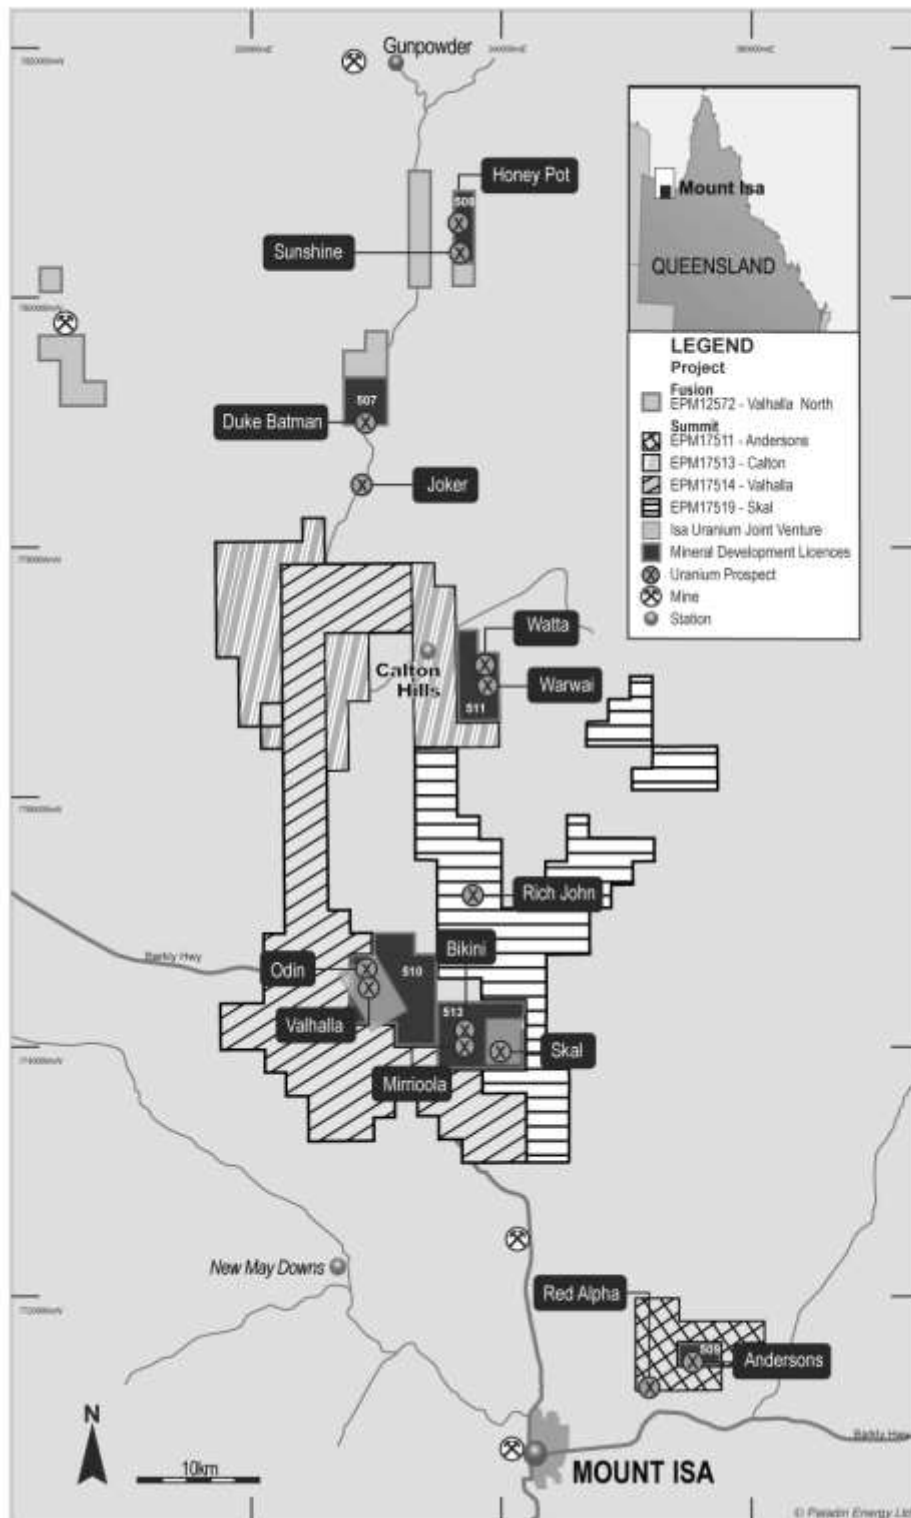 Gunpowder
Honey Pot
508
Sunshine
Mount Isa
QUEENSLAND
LEGEND
Project
Fusion
EPM12572 - Valhalla North
Summit
EPM17511 - Andersons
EPM17513 - Calton
EPM17514 - Valhalla
EPM17519 - Skal
Isa Uranium Joint Venture
Mineral Development Licences
Uranium Prospect
Mine
Station
507
Duke Batman
Joker
Watta
Calton
Hills
Warwai
511
Rich John
Bikini
Barkly Hwy
Odin
510
513
Valhalla
Skal
Mirrioola
New May Downs
Red Alpha
509
Andersons
N
10km
Barkly Hwy
MOUNT ISA
© Paladin Energy Ltd